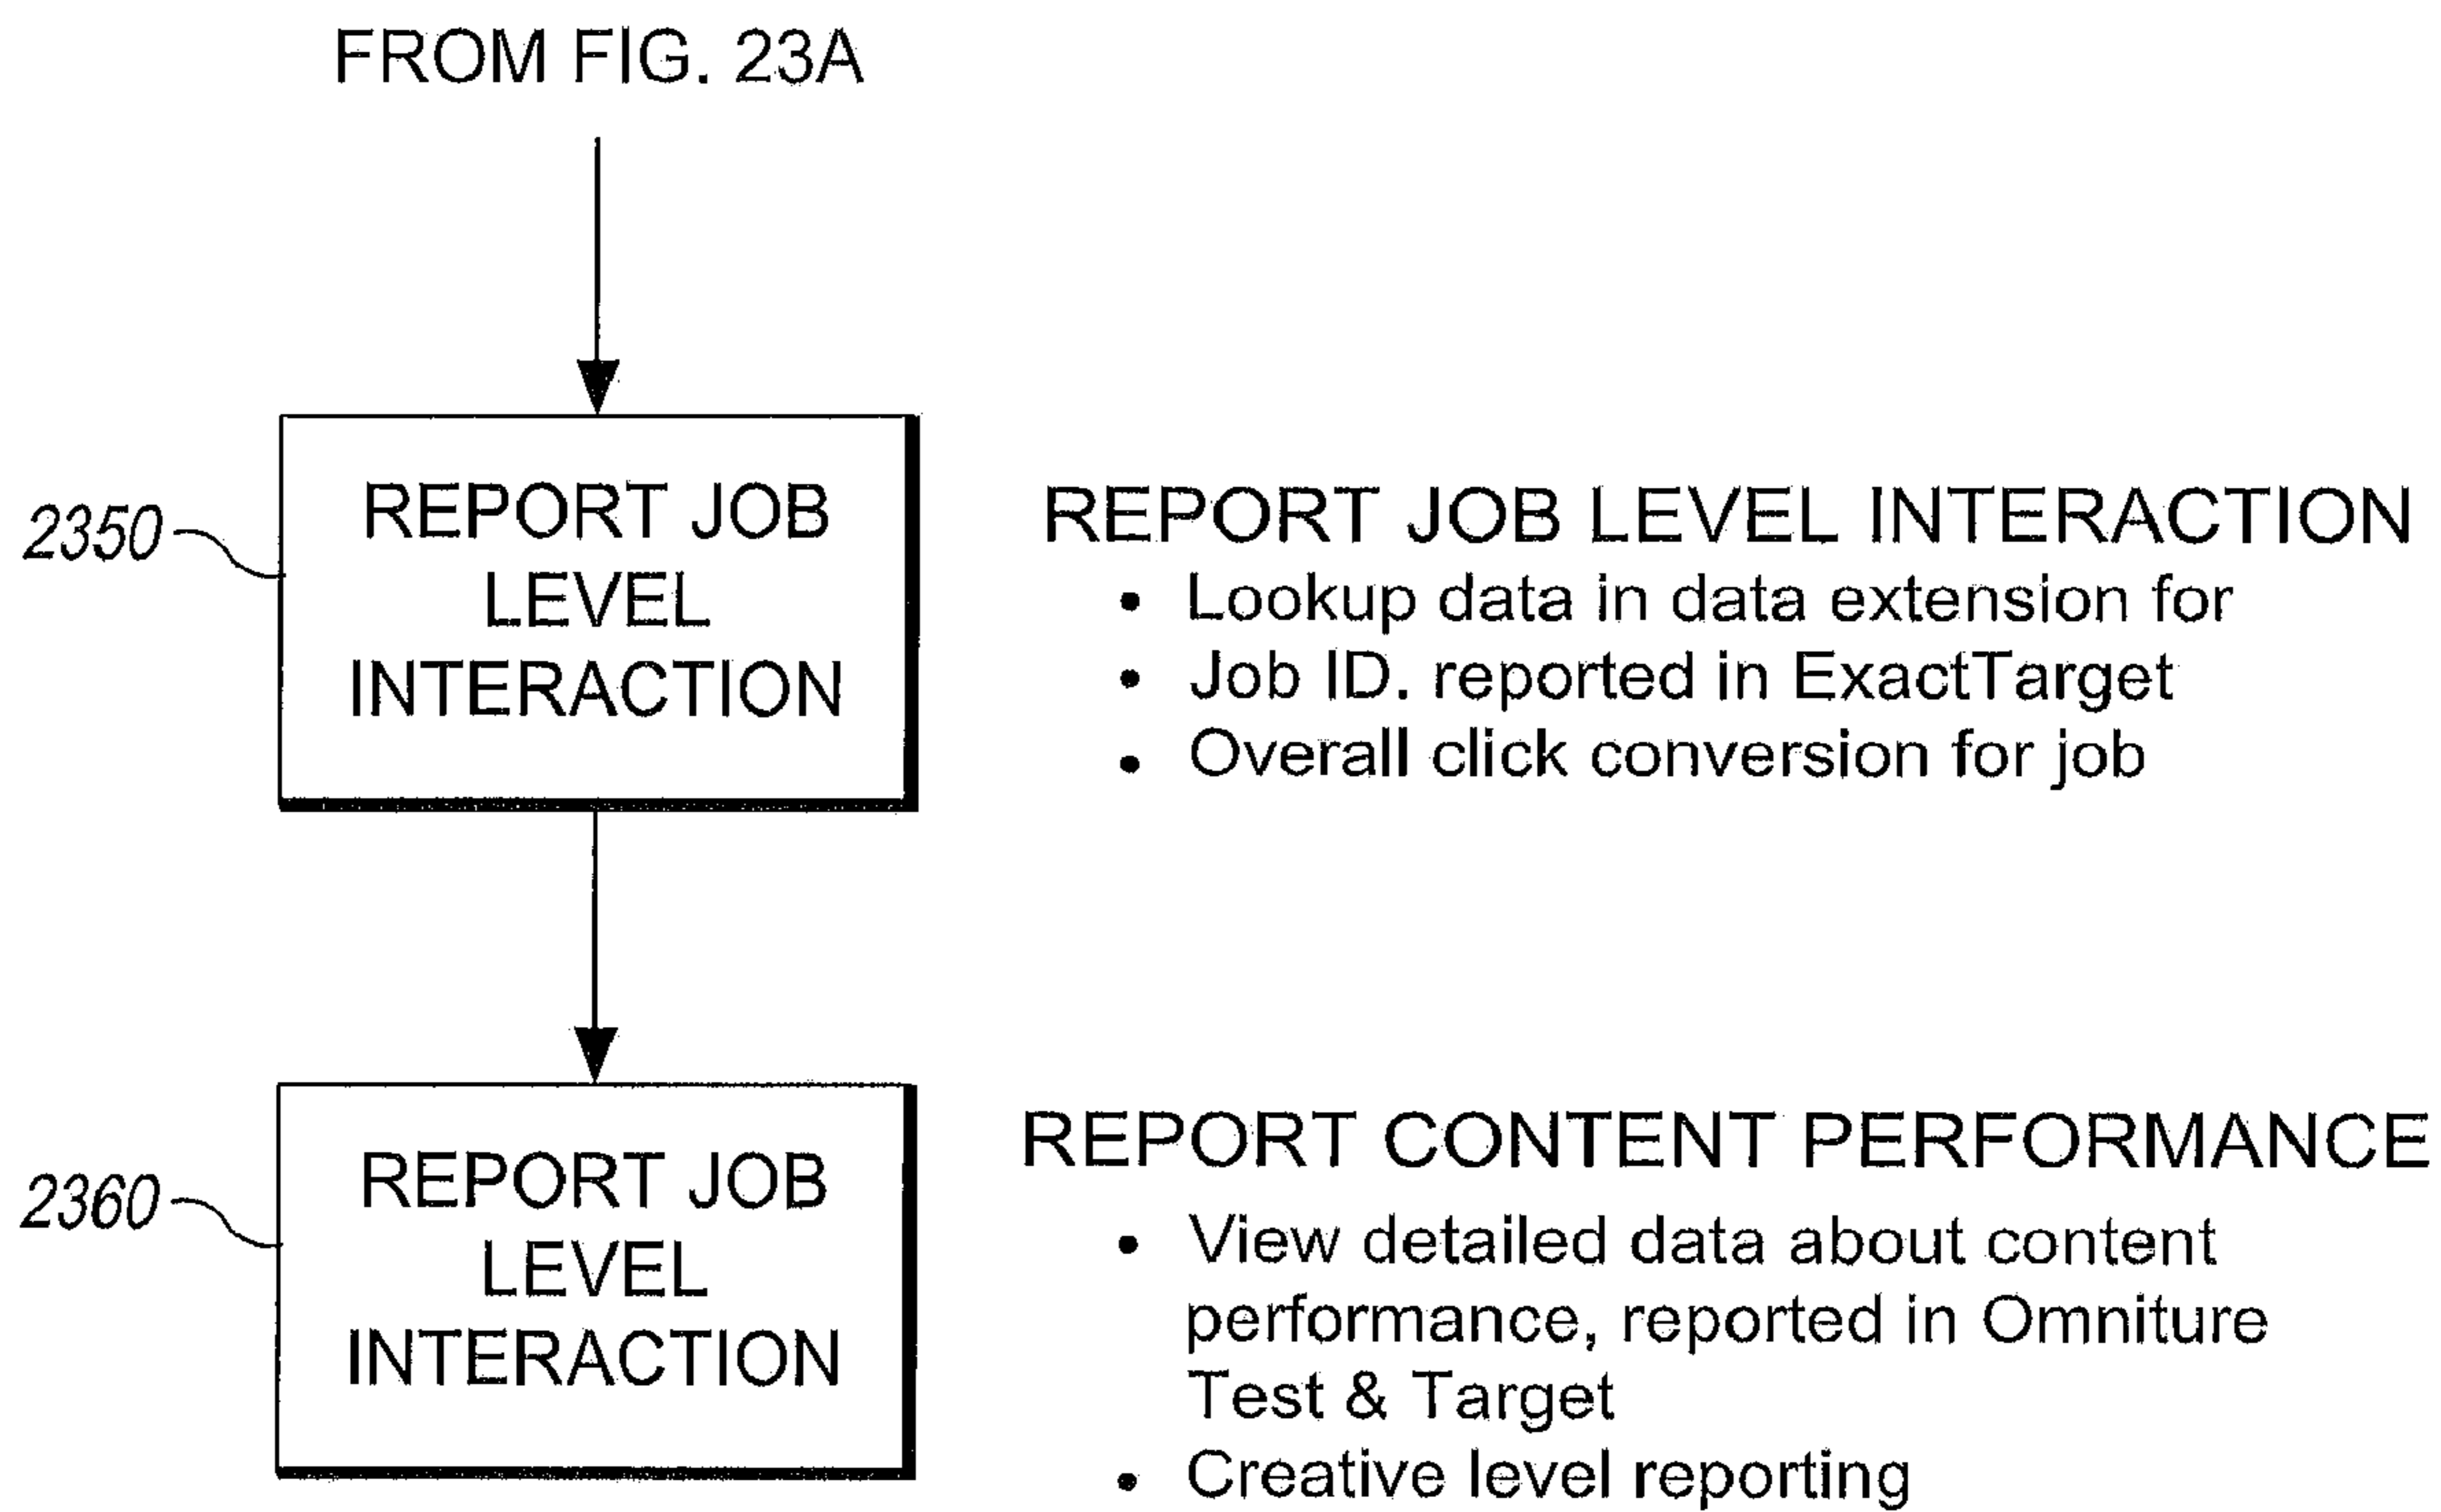 FROM FIG. 23A
2350
REPORT JOB
LEVEL
INTERACTION
REPORT JOB LEVEL INTERACTION
• Lookup data in data extension for
• Job ID. reported in ExactTarget
• Overall click conversion for job
2360
REPORT JOB
LEVEL
INTERACTION
REPORT CONTENT PERFORMANCE
• View detailed data about content
performance, reported in Omniture
Test & Target
• Creative level reporting